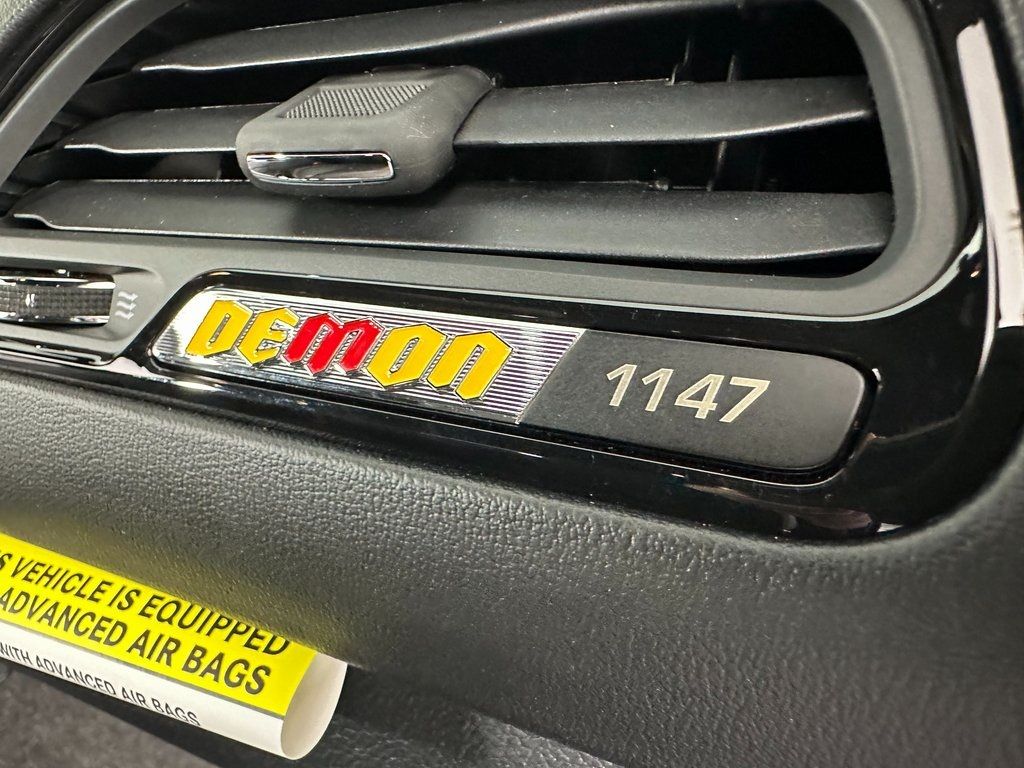 DEMON 1147
VEHICLE IS EQUIPPED
ADVANCED AIR BAGS
WITH ADVANCED AIR BAGS